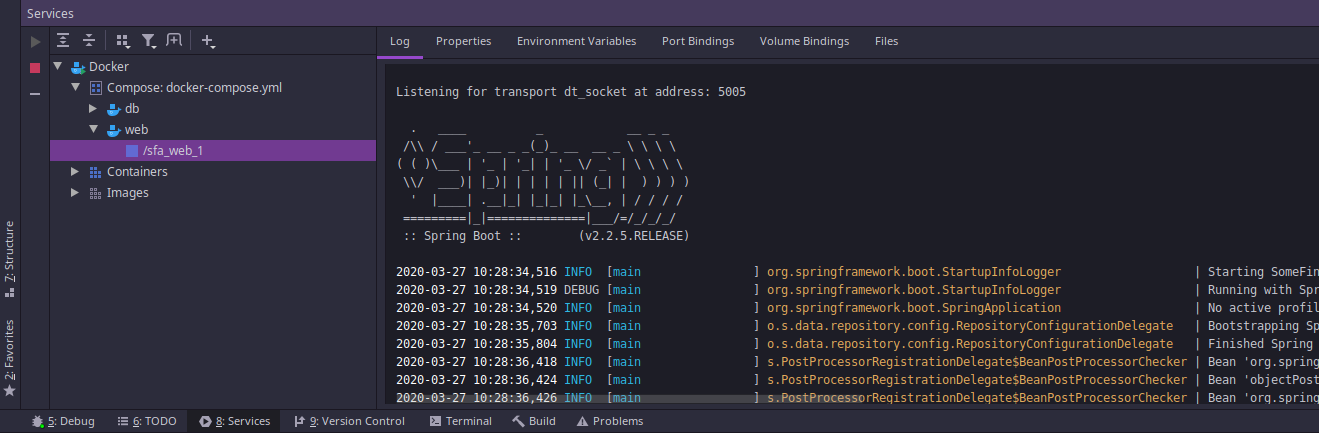 Services
Log Properties Environment Variables Port Bindings Volume Bindings Files
Docker
Compose: docker-compose.yml
db
web
/sfa_web_1
Containers
Images
7: Structure
2: Favorites
Listening for transport dt_socket at address: 5005
  .   ____          _            __ _ _
 /\\ / ___'_ __ _ _(_)_ __  __ _ \ \ \ \
( ( )\___ | '_ | '_| | '_ \/ _` | \ \ \ \
 \\/  ___)| |_)| | | | | || (_| |  ) ) ) )
  '  |____| .__|_| |_|_| |_\__, | / / / /
 =========|_|==============|___/=/_/_/_/
 :: Spring Boot ::        (v2.2.5.RELEASE)
2020-03-27 10:28:34,516 INFO  [main                ] org.springframework.boot.StartupInfoLogger                   | Starting SomeFin
2020-03-27 10:28:34,519 DEBUG [main                ] org.springframework.boot.StartupInfoLogger                   | Running with Spr
2020-03-27 10:28:34,520 INFO  [main                ] org.springframework.boot.SpringApplication                   | No active profil
2020-03-27 10:28:35,703 INFO  [main                ] o.s.data.repository.config.RepositoryConfigurationDelegate   | Bootstrapping Sp
2020-03-27 10:28:35,804 INFO  [main                ] o.s.data.repository.config.RepositoryConfigurationDelegate   | Finished Spring
2020-03-27 10:28:36,418 INFO  [main                ] s.PostProcessorRegistrationDelegate$BeanPostProcessorChecker | Bean 'org.spring
2020-03-27 10:28:36,424 INFO  [main                ] s.PostProcessorRegistrationDelegate$BeanPostProcessorChecker | Bean 'objectPost
2020-03-27 10:28:36,426 INFO  [main                ] s.PostProcessorRegistrationDelegate$BeanPostProcessorChecker | Bean 'org.spring
5: Debug 6: TODO 8: Services 9: Version Control Terminal Build Problems